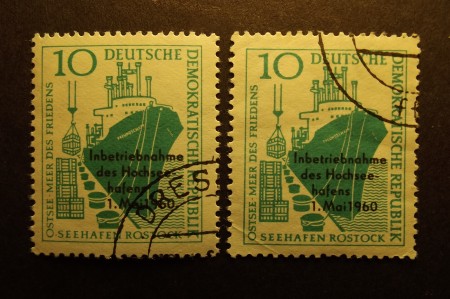 10 DEUTSCHE
DEMOKRATISCHE REPUBLIK
OSTSEE MEER DES FRIEDENS
Inbetriebnahme
des Hochsee-
hafens
1. Mai 1960
SEEHAFEN ROSTOCK
DRES
10 DEUTSCHE
DEMOKRATISCHE REPUBLIK
OSTSEE MEER DES FRIEDENS
Inbetriebnahme
des Hochsee-
hafens
1. Mai 1960
SEEHAFEN ROSTOCK